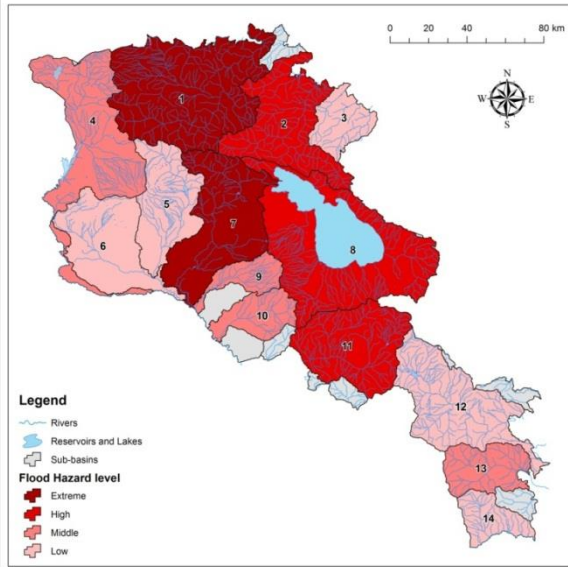 0 20 40 80 km
N
W E
S
1
2
3
4
5
6
7
8
9
10
11
12
13
14
Legend
Rivers
Reservoirs and Lakes
Sub-basins
Flood Hazard level
Extreme
High
Middle
Low